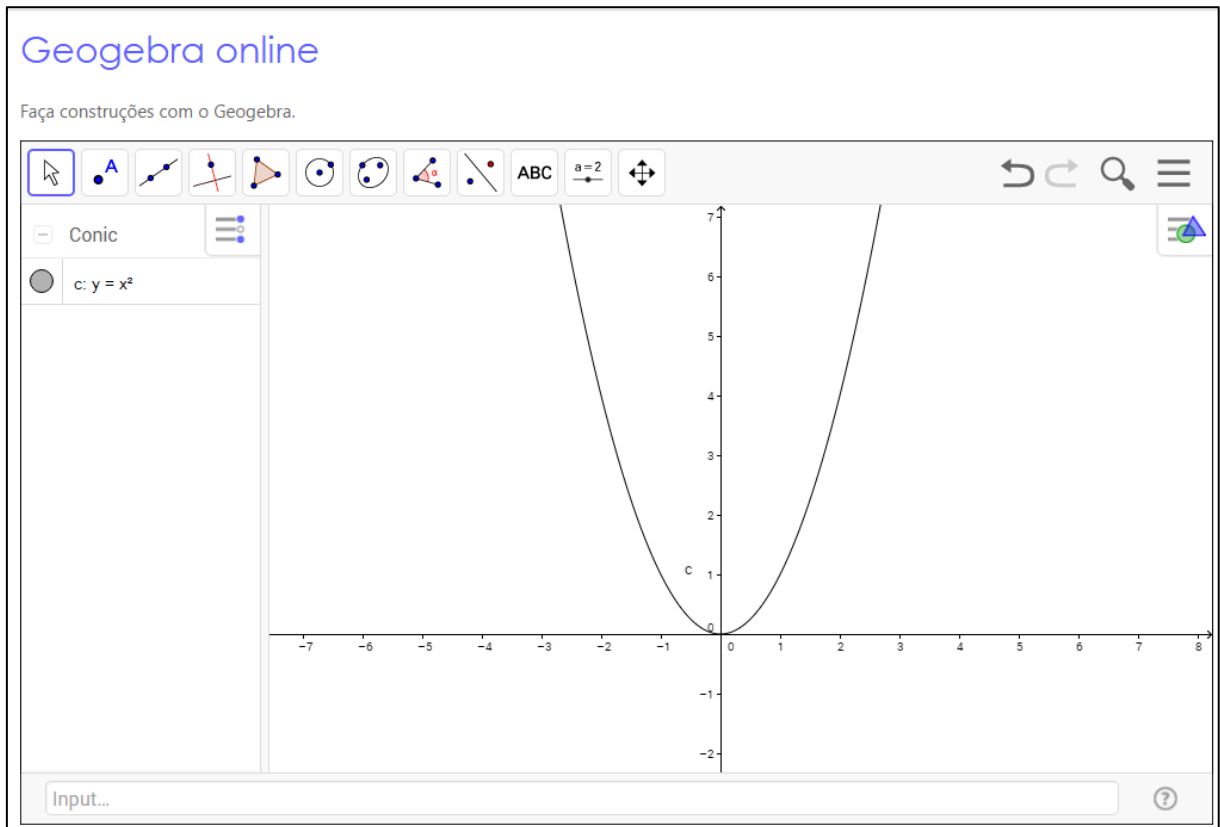 Geogebra online
Faça construções com o Geogebra.
A α ABC a=2
Conic
c: y = x²
7
6
5
4
3
2
c 1
0
−7 −6 −5 −4 −3 −2 −1 0 1 2 3 4 5 6 7 8
−1
−2
Input...
?